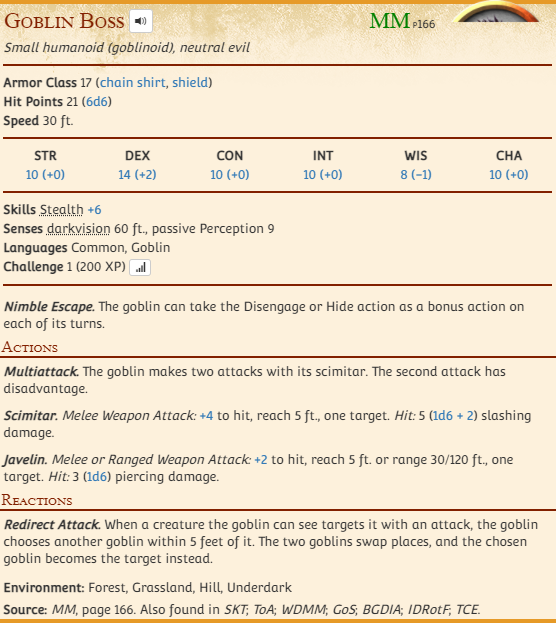 Goblin Boss MM P166
Small humanoid (goblinoid), neutral evil
Armor Class 17 (chain shirt, shield)
Hit Points 21 (6d6)
Speed 30 ft.
STR DEX CON INT WIS CHA
10 (+0) 14 (+2) 10 (+0) 10 (+0) 8 (−1) 10 (+0)
Skills Stealth +6
Senses darkvision 60 ft., passive Perception 9
Languages Common, Goblin
Challenge 1 (200 XP)
Nimble Escape. The goblin can take the Disengage or Hide action as a bonus action on
each of its turns.
Actions
Multiattack. The goblin makes two attacks with its scimitar. The second attack has
disadvantage.
Scimitar. Melee Weapon Attack: +4 to hit, reach 5 ft., one target. Hit: 5 (1d6 + 2) slashing
damage.
Javelin. Melee or Ranged Weapon Attack: +2 to hit, reach 5 ft. or range 30/120 ft., one
target. Hit: 3 (1d6) piercing damage.
Reactions
Redirect Attack. When a creature the goblin can see targets it with an attack, the goblin
chooses another goblin within 5 feet of it. The two goblins swap places, and the chosen
goblin becomes the target instead.
Environment: Forest, Grassland, Hill, Underdark
Source: MM, page 166. Also found in SKT; ToA; WDMM; GoS; BGDIA; IDRotF; TCE.